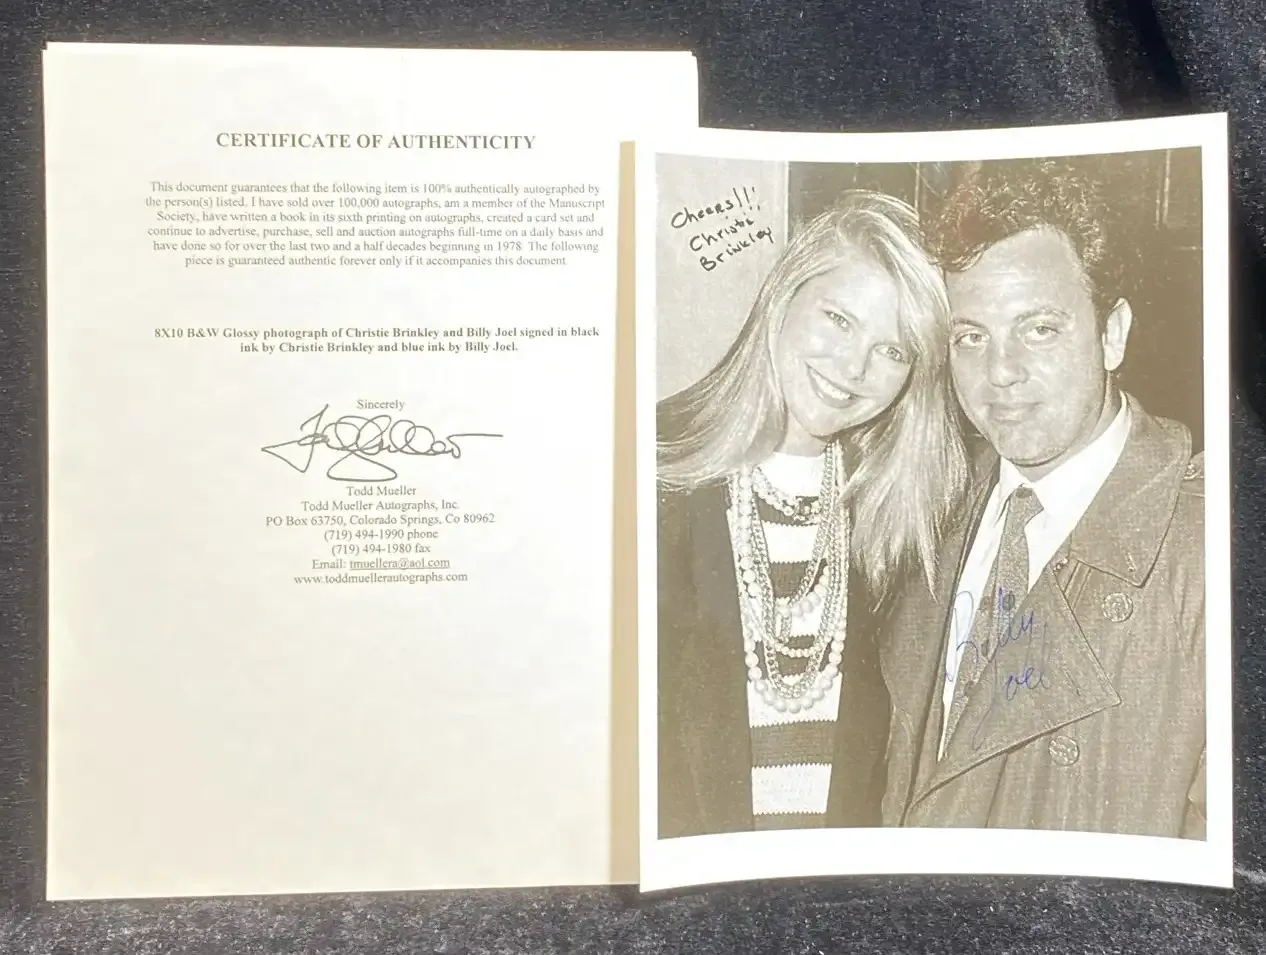 CERTIFICATE OF AUTHENTICITY
This document guarantees that the following item is 100% authentically autographed by
the person(s) listed. I have sold over 100,000 autographs, am a member of the Manuscript
Society, have written a book in its sixth printing on autographs, created a card set and
continue to advertise, purchase, sell and auction autographs full-time on a daily basis and
have done so for over the last two and a half decades beginning in 1978. The following
piece is guaranteed authentic forever only if it accompanies this document
8X10 B&W Glossy photograph of Christie Brinkley and Billy Joel signed in black
ink by Christie Brinkley and blue ink by Billy Joel.
Sincerely
Todd Mueller
Todd Mueller Autographs, Inc.
PO Box 63750, Colorado Springs, Co 80962
(719) 494-1990 phone
(719) 494-1980 fax
Email: tmuellera@aol.com
www.toddmuellerautographs.com
Cheers!!!
Christie
Brinkley
Billy
Joel